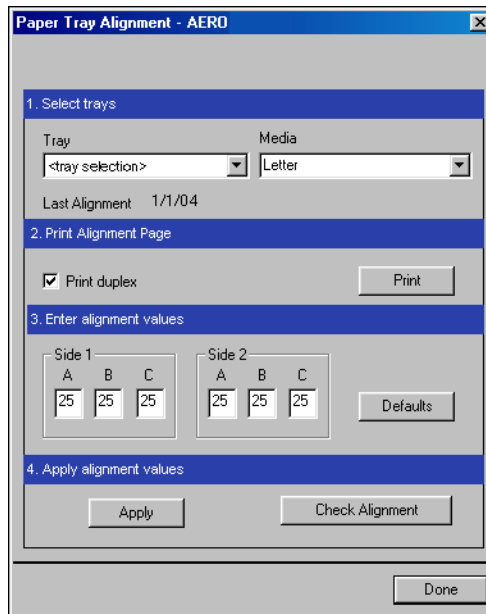 Paper Tray Alignment - AERO
1. Select trays
Tray Media
<tray selection> Letter
Last Alignment 1/1/04
2. Print Alignment Page
Print duplex Print
3. Enter alignment values
Side 1 Side 2
A B C A B C
25 25 25 25 25 25
Defaults
4. Apply alignment values
Apply Check Alignment
Done